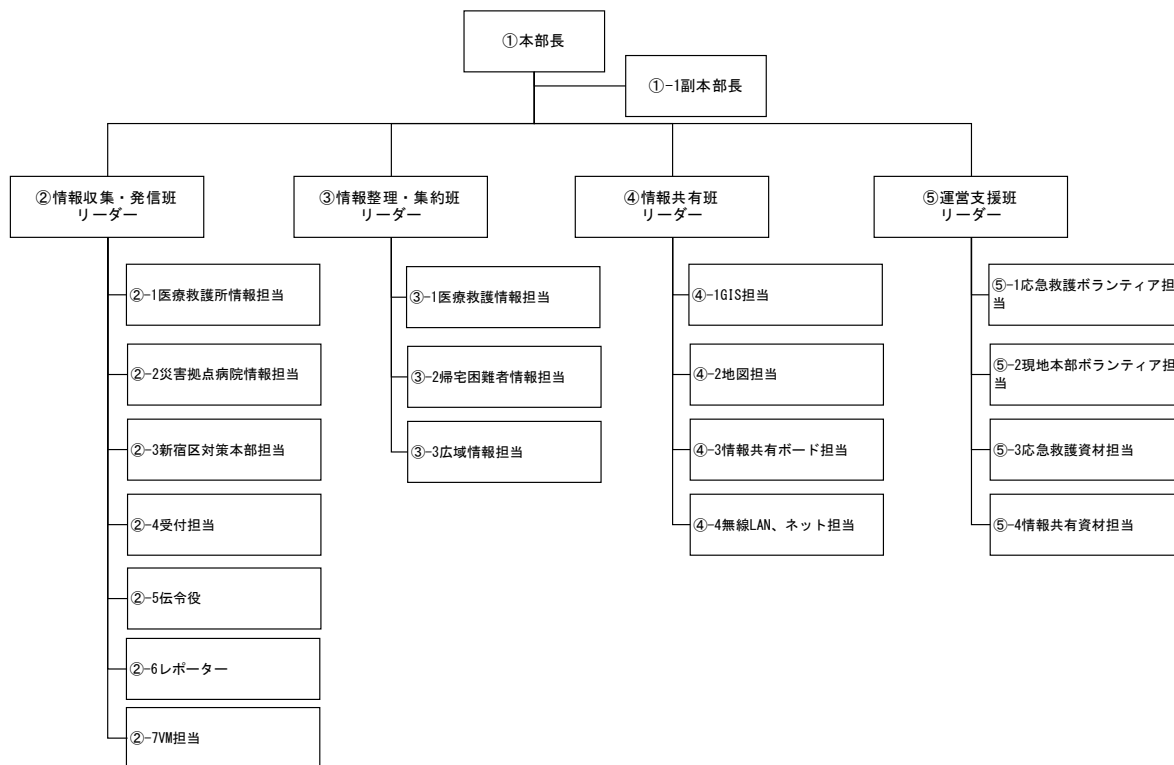 ①本部長
①-1副本部長
②情報収集・発信班
リーダー
②-1医療救護所情報担当
②-2災害拠点病院情報担当
②-3新宿区対策本部担当
②-4受付担当
②-5伝令役
②-6レポーター
②-7VM担当
③情報整理・集約班
リーダー
③-1医療救護情報担当
③-2帰宅困難者情報担当
③-3広域情報担当
④情報共有班
リーダー
④-1GIS担当
④-2地図担当
④-3情報共有ボード担当
④-4無線LAN、ネット担当
⑤運営支援班
リーダー
⑤-1応急救護ボランティア担
当
⑤-2現地本部ボランティア担
当
⑤-3応急救護資材担当
⑤-4情報共有資材担当